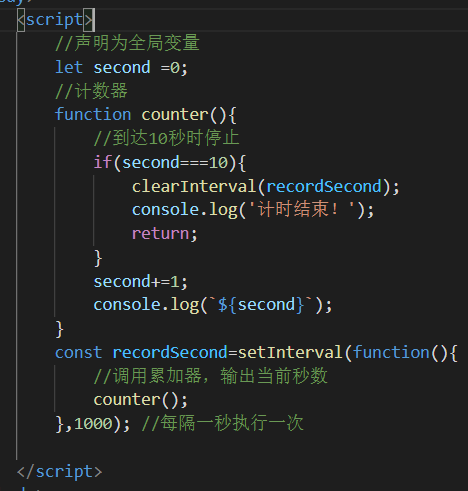 <script>
//声明为全局变量
let second =0;
//计数器
function counter(){
//到达10秒时停止
if(second===10){
clearInterval(recordSecond);
console.log('计时结束！');
return;
}
second+=1;
console.log(`${second}`);
}
const recordSecond=setInterval(function(){
//调用累加器，输出当前秒数
counter();
},1000); //每隔一秒执行一次
</script>